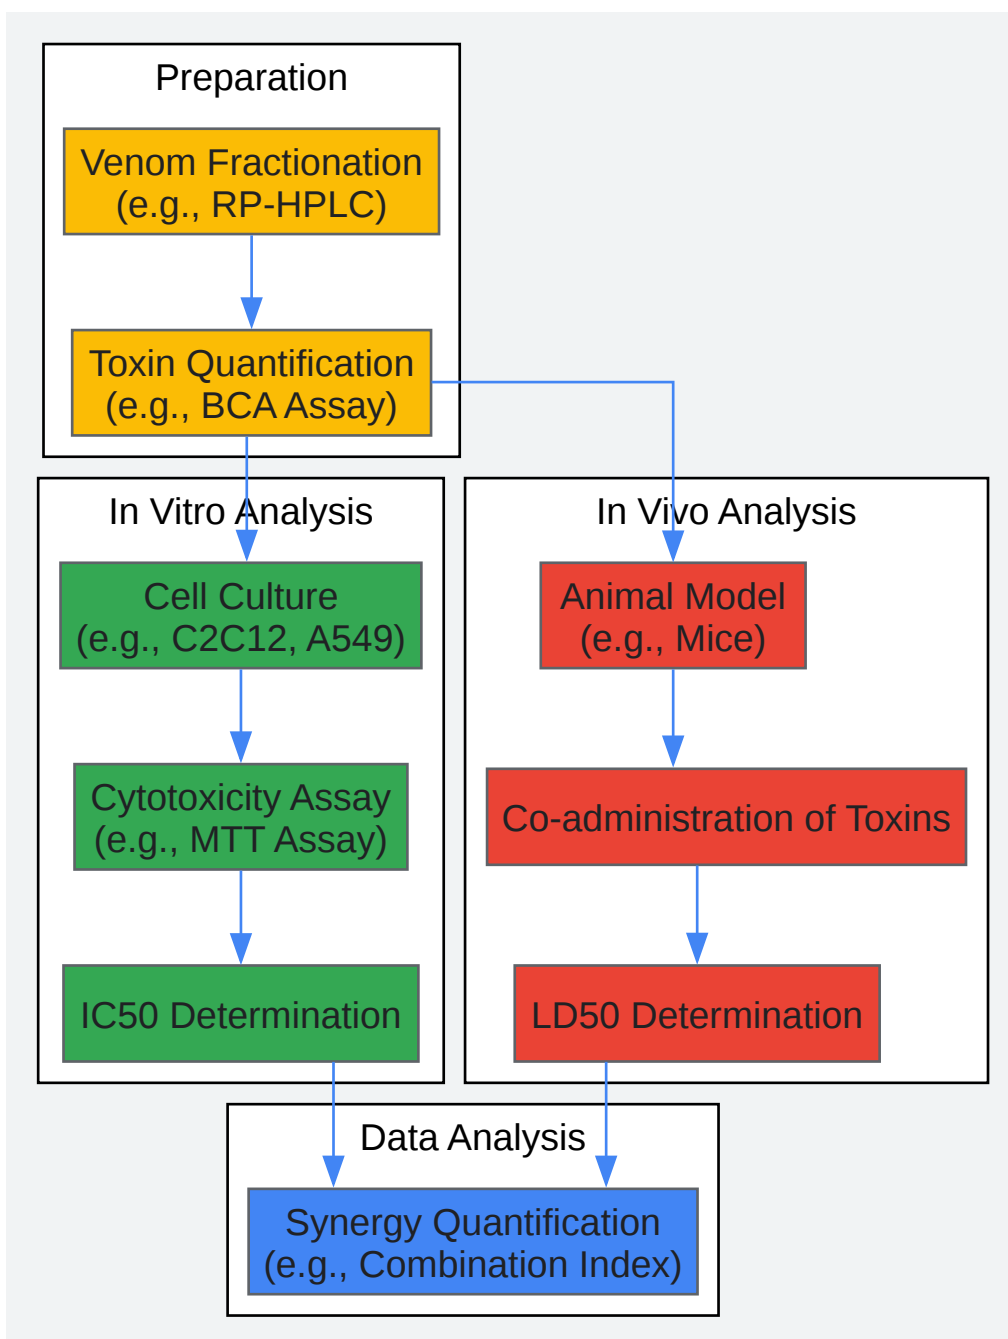 Preparation
Venom Fractionation
(e.g., RP-HPLC)
Toxin Quantification
(e.g., BCA Assay)
In Vitro Analysis
Cell Culture
(e.g., C2C12, A549)
Cytotoxicity Assay
(e.g., MTT Assay)
IC50 Determination
In Vivo Analysis
Animal Model
(e.g., Mice)
Co-administration of Toxins
LD50 Determination
Data Analysis
Synergy Quantification
(e.g., Combination Index)